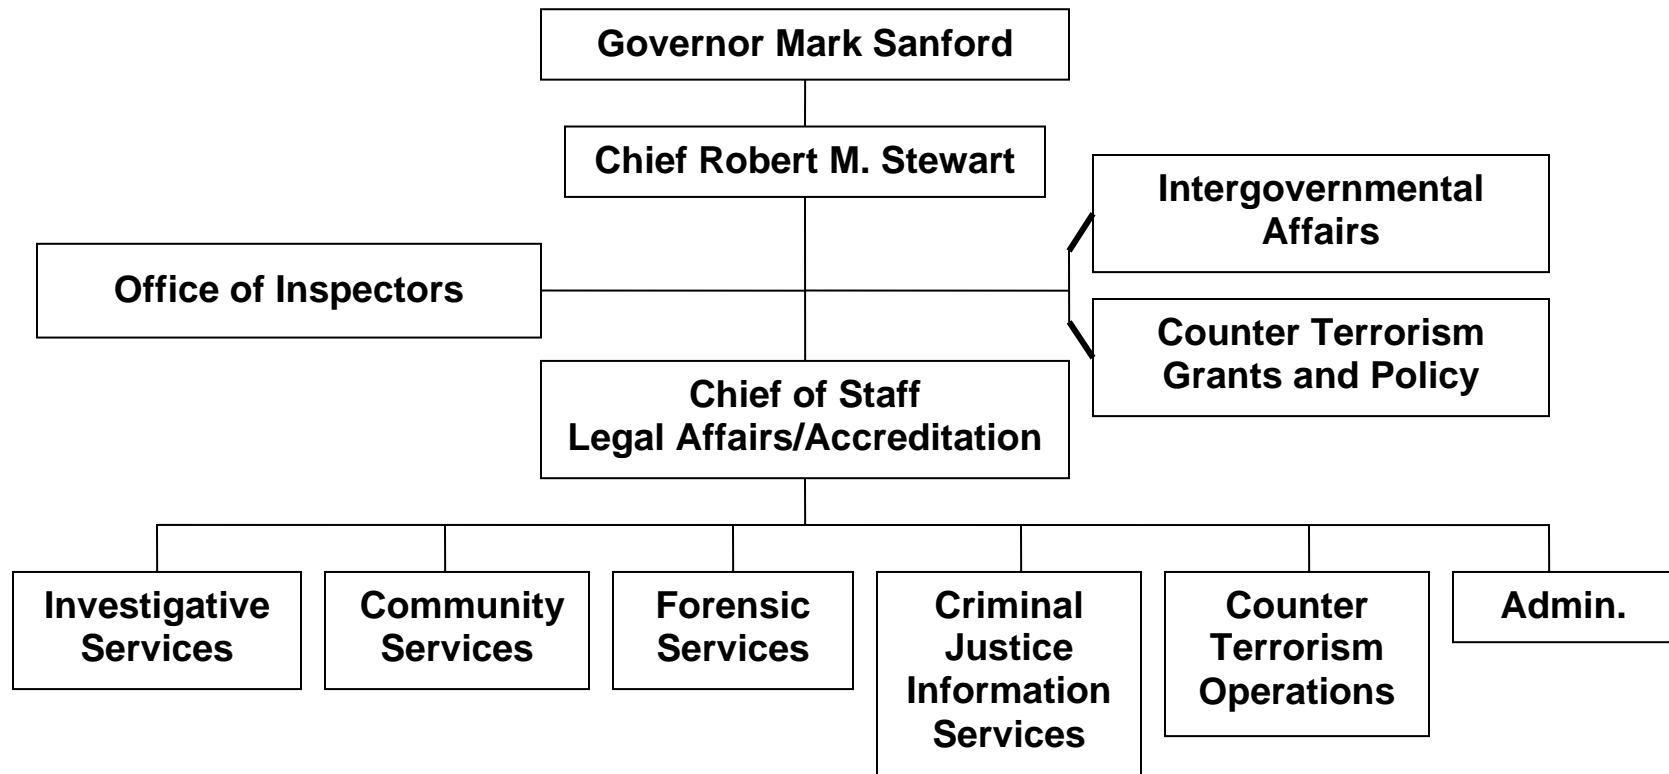 Governor Mark Sanford
Chief Robert M. Stewart
Intergovernmental
Affairs
Office of Inspectors
Counter Terrorism
Grants and Policy
Chief of Staff
Legal Affairs/Accreditation
Investigative
Services
Community
Services
Forensic
Services
Criminal
Justice
Information
Services
Counter
Terrorism
Operations
Admin.